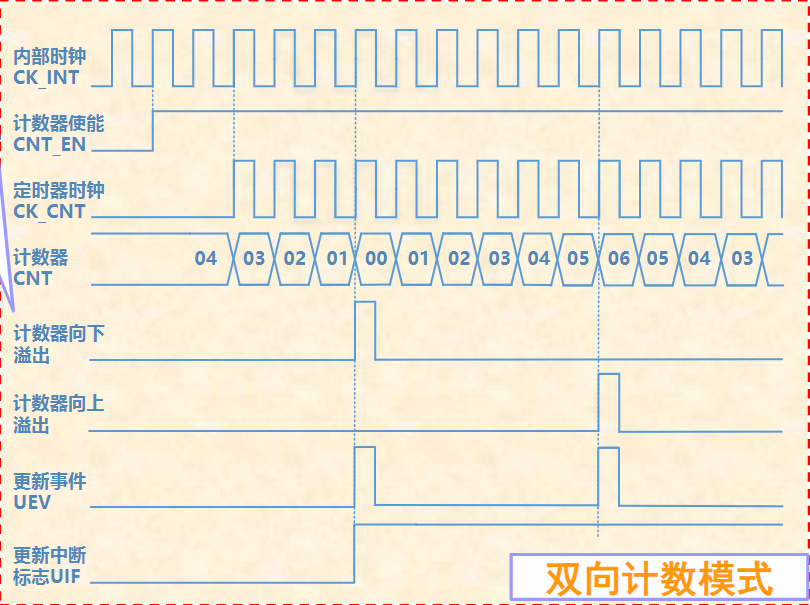 内部时钟
CK_INT
计数器使能
CNT_EN
定时器时钟
CK_CNT
计数器
CNT
04 03 02 01 00 01 02 03 04 05 06 05 04 03
计数器向下
溢出
计数器向上
溢出
更新事件
UEV
更新中断
标志UIF
双向计数模式